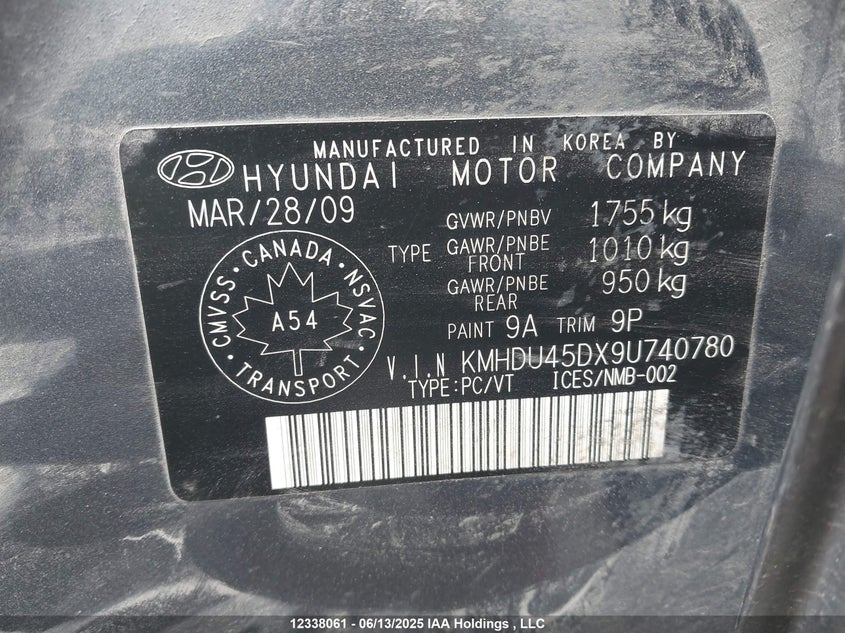 MANUFACTURED IN KOREA BY
HYUNDAI MOTOR COMPANY
MAR/28/09
GVWR/PNBV 1755 kg
TYPE GAWR/PNBE FRONT 1010 kg
GAWR/PNBE REAR 950 kg
PAINT 9A TRIM 9P
CMVSS · CANADA · NSVAC · TRANSPORT ·
A54
V.I.N KMHDU45DX9U740780
TYPE:PC/VT ICES/NMB-002
12338061 - 06/13/2025 IAA Holdings , LLC